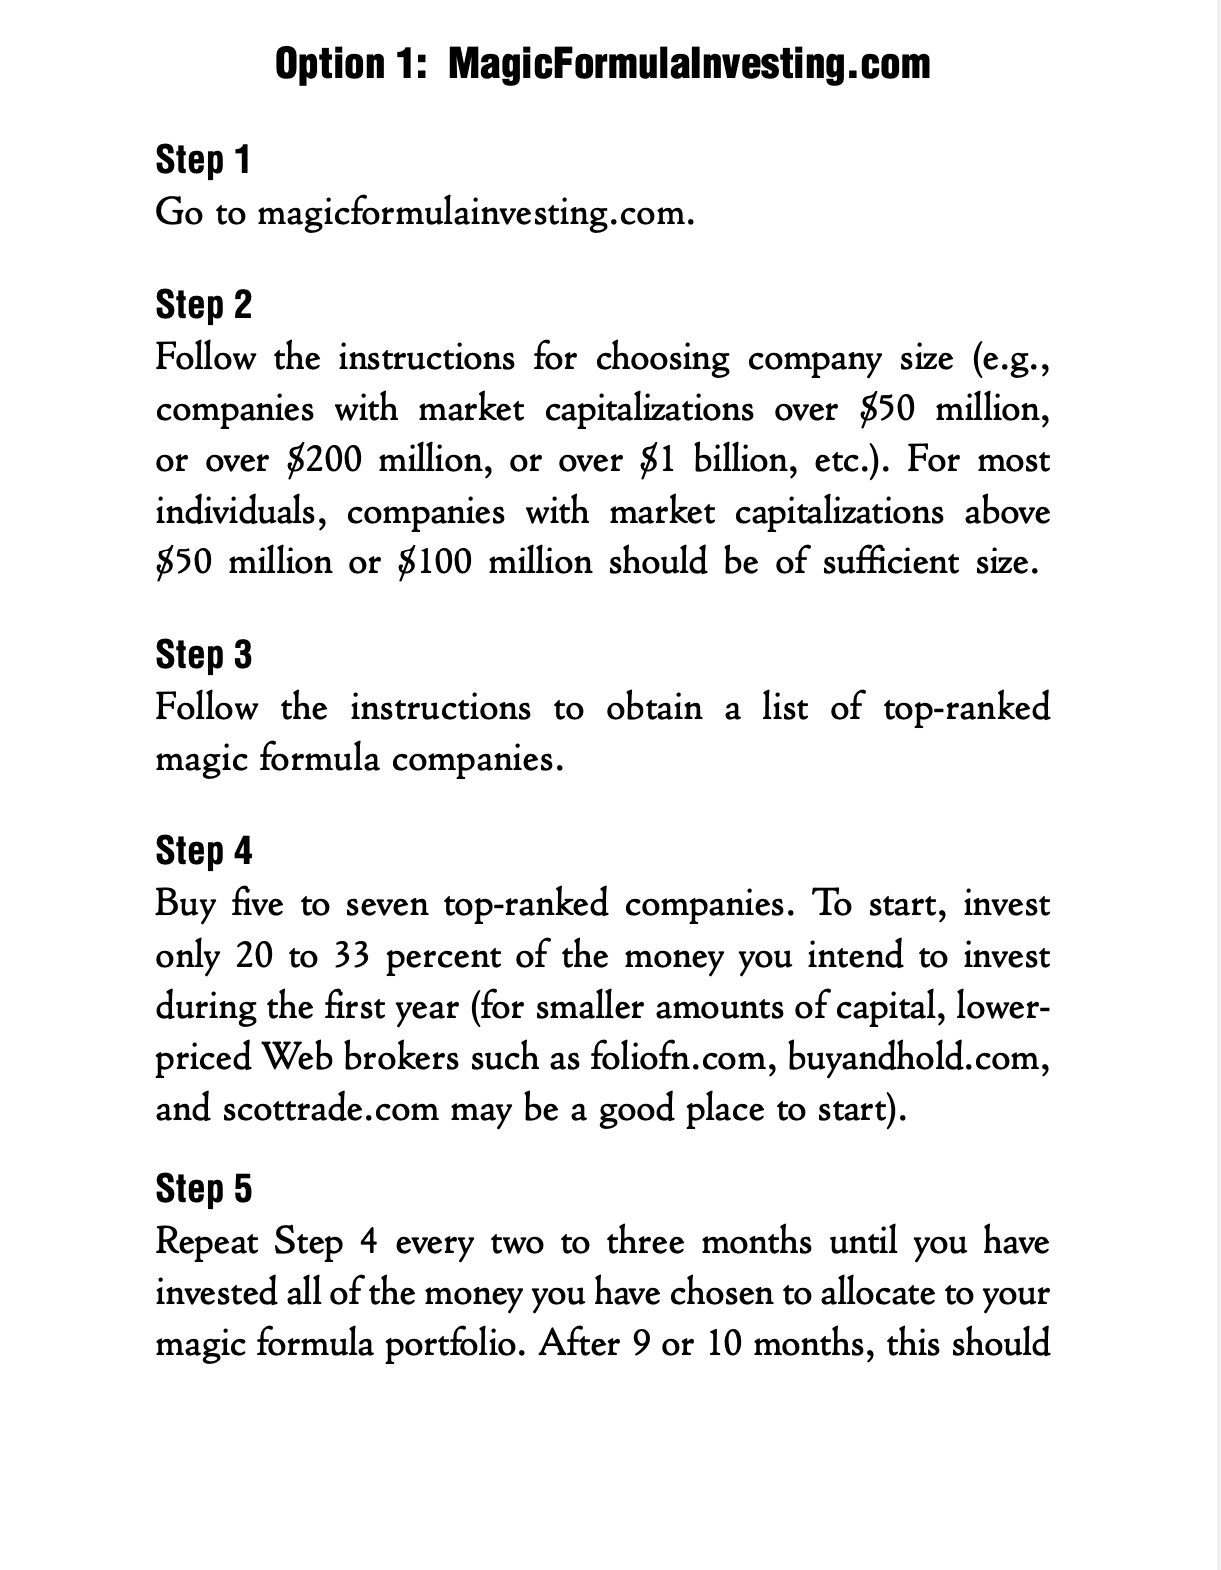 Option 1: MagicFormulaInvesting.com
Step 1
Go to magicformulainvesting.com.
Step 2
Follow the instructions for choosing company size (e.g.,
companies with market capitalizations over $50 million,
or over $200 million, or over $1 billion, etc.). For most
individuals, companies with market capitalizations above
$50 million or $100 million should be of sufficient size.
Step 3
Follow the instructions to obtain a list of top-ranked
magic formula companies.
Step 4
Buy five to seven top-ranked companies. To start, invest
only 20 to 33 percent of the money you intend to invest
during the first year (for smaller amounts of capital, lower-
priced Web brokers such as foliofn.com, buyandhold.com,
and scottrade.com may be a good place to start).
Step 5
Repeat Step 4 every two to three months until you have
invested all of the money you have chosen to allocate to your
magic formula portfolio. After 9 or 10 months, this should